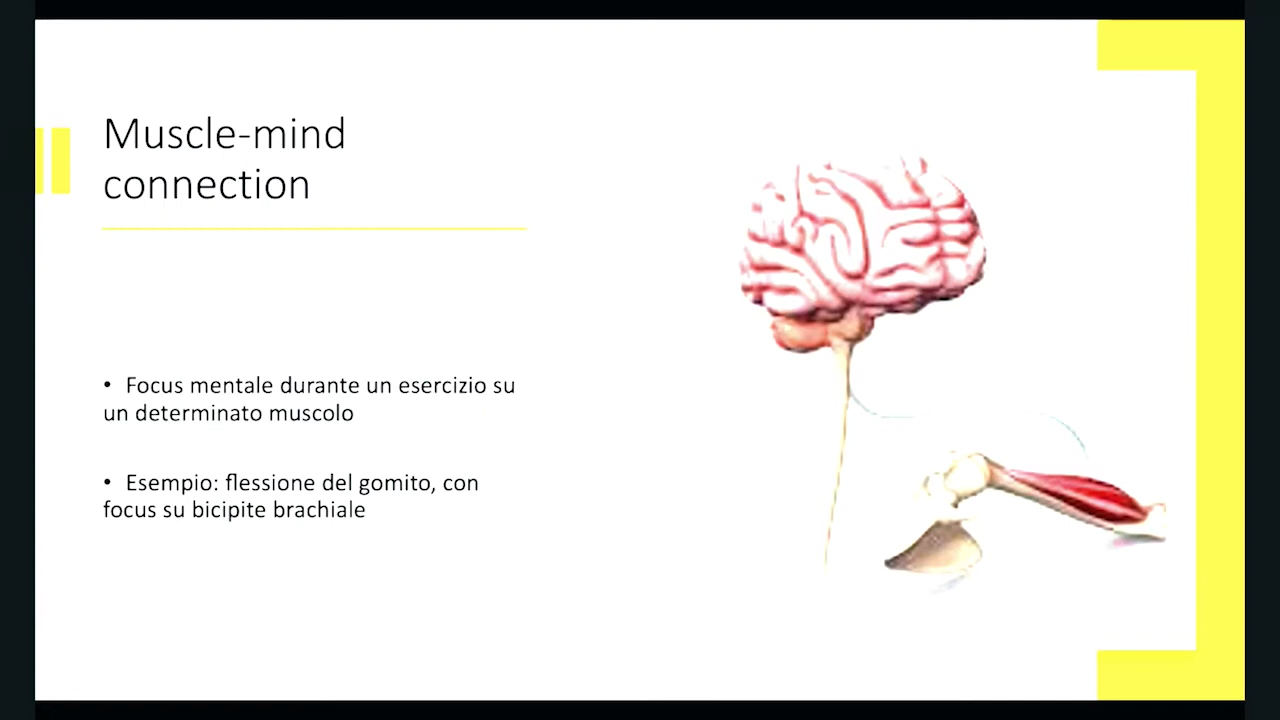 Muscle-mind
connection
• Focus mentale durante un esercizio su
un determinato muscolo
• Esempio: flessione del gomito, con
focus su bicipite brachiale